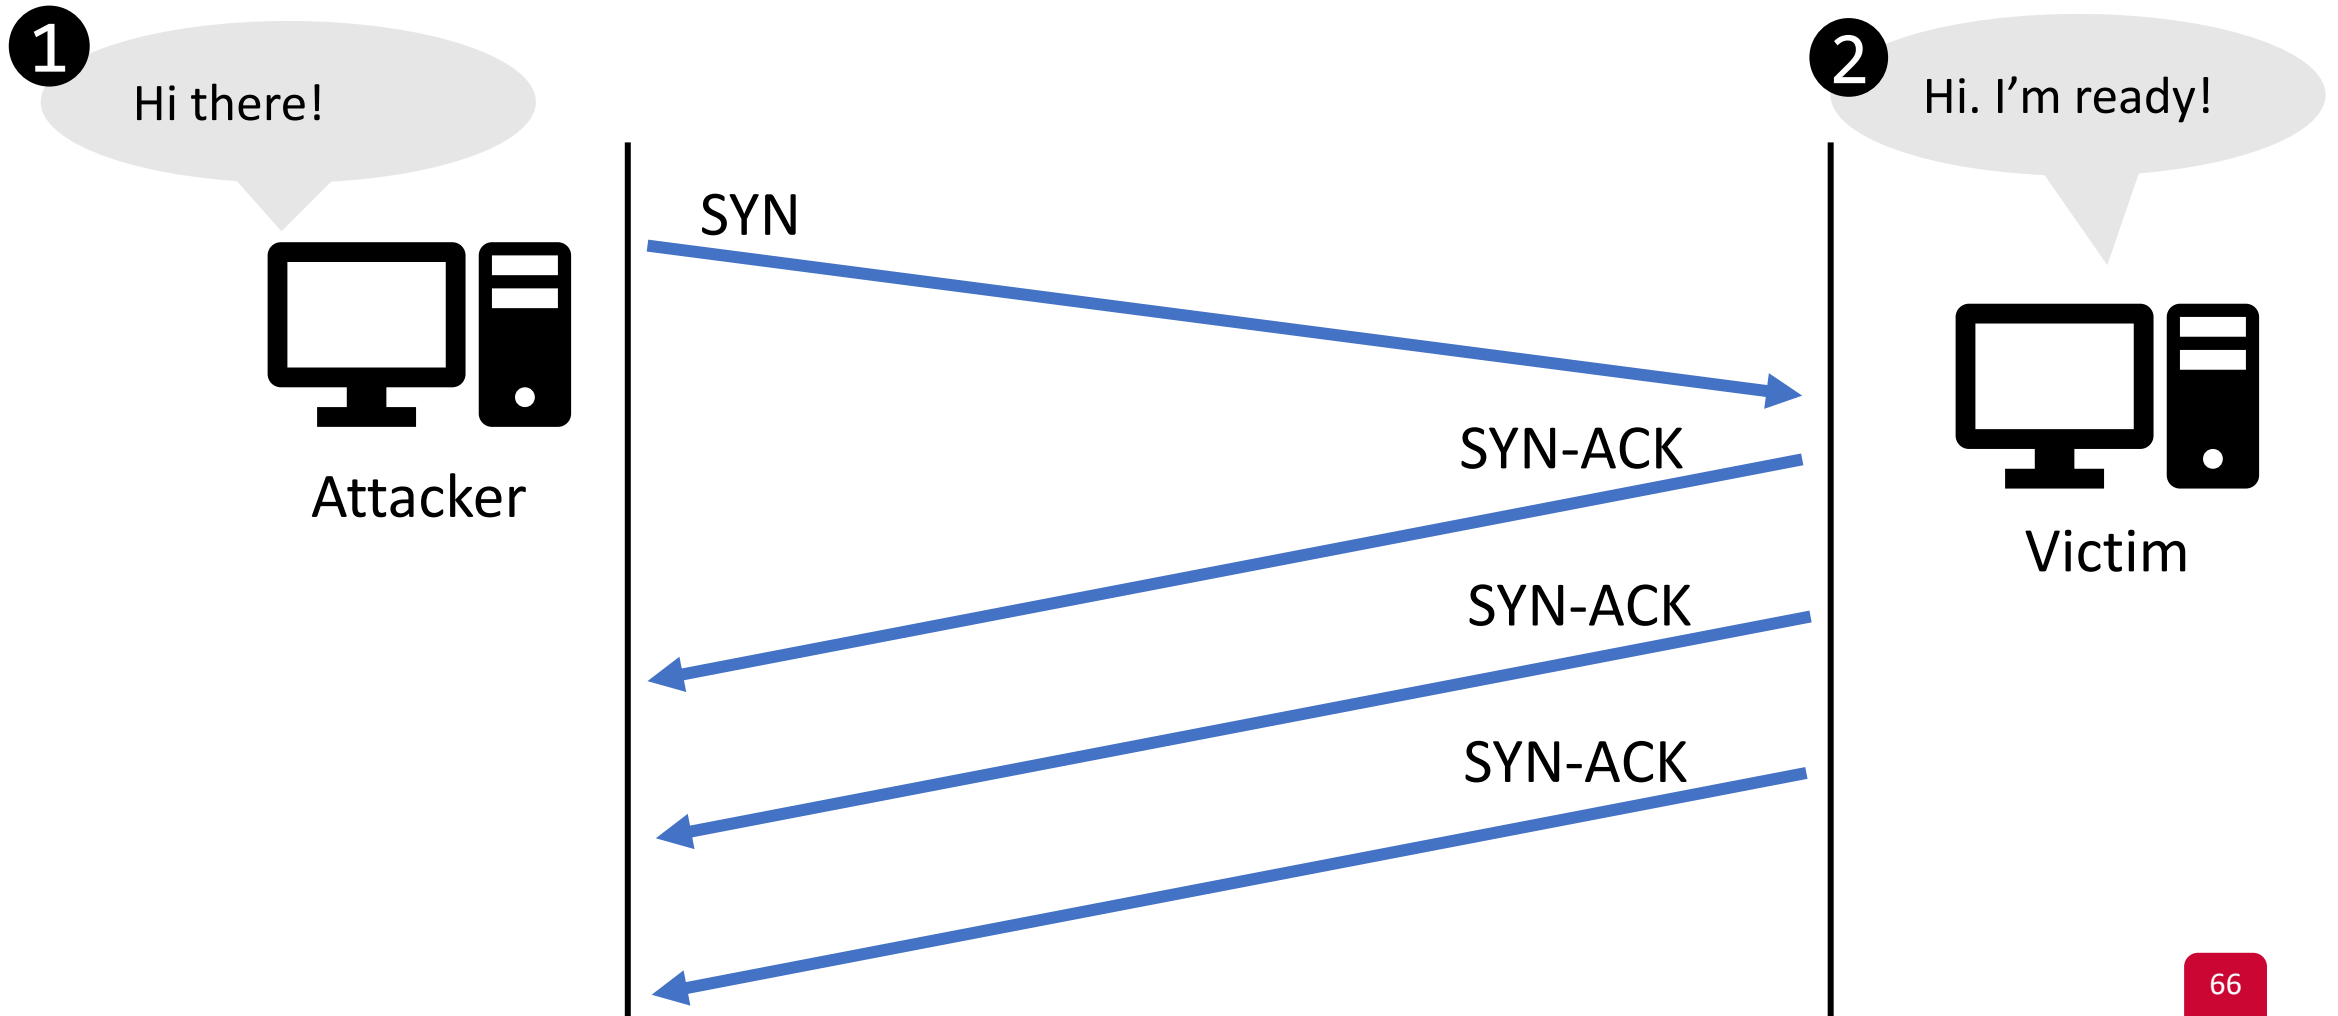 1
Hi there!
2
Hi. I’m ready!
SYN
Attacker
SYN-ACK
Victim
SYN-ACK
SYN-ACK
66